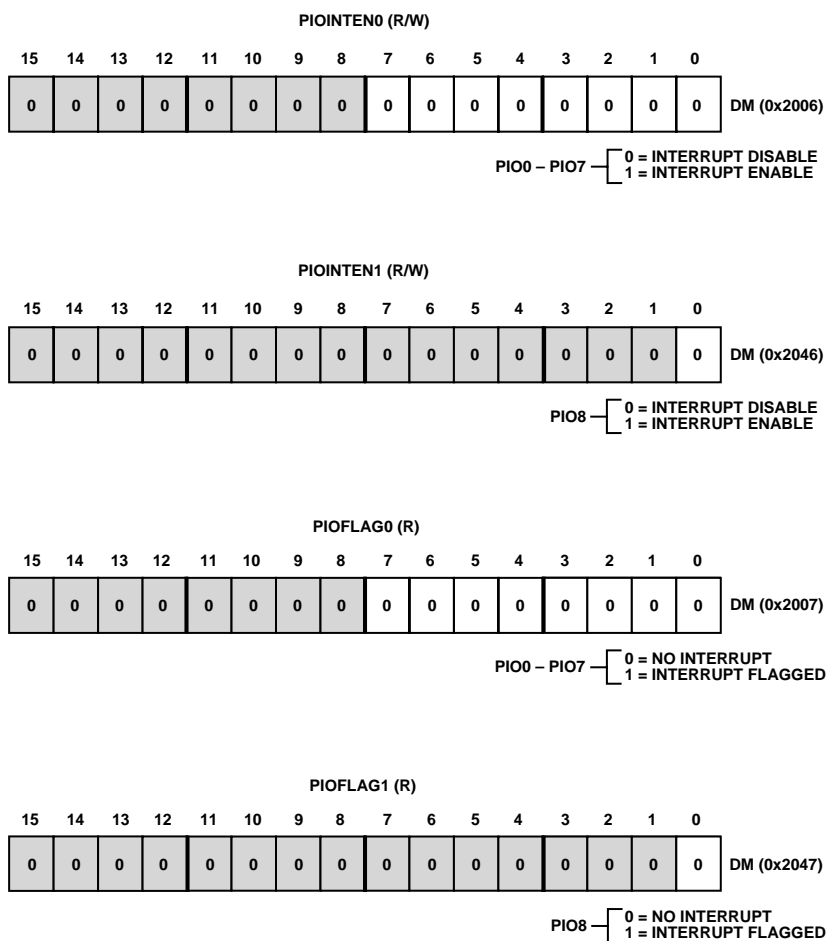 PIOINTEN0 (R/W)
15 14 13 12 11 10 9 8 7 6 5 4 3 2 1 0
0 0 0 0 0 0 0 0 0 0 0 0 0 0 0 0 DM (0x2006)
PIO0 – PIO7 0 = INTERRUPT DISABLE
1 = INTERRUPT ENABLE
PIOINTEN1 (R/W)
15 14 13 12 11 10 9 8 7 6 5 4 3 2 1 0
0 0 0 0 0 0 0 0 0 0 0 0 0 0 0 0 DM (0x2046)
PIO8 0 = INTERRUPT DISABLE
1 = INTERRUPT ENABLE
PIOFLAG0 (R)
15 14 13 12 11 10 9 8 7 6 5 4 3 2 1 0
0 0 0 0 0 0 0 0 0 0 0 0 0 0 0 0 DM (0x2007)
PIO0 – PIO7 0 = NO INTERRUPT
1 = INTERRUPT FLAGGED
PIOFLAG1 (R)
15 14 13 12 11 10 9 8 7 6 5 4 3 2 1 0
0 0 0 0 0 0 0 0 0 0 0 0 0 0 0 0 DM (0x2047)
PIO8 0 = NO INTERRUPT
1 = INTERRUPT FLAGGED